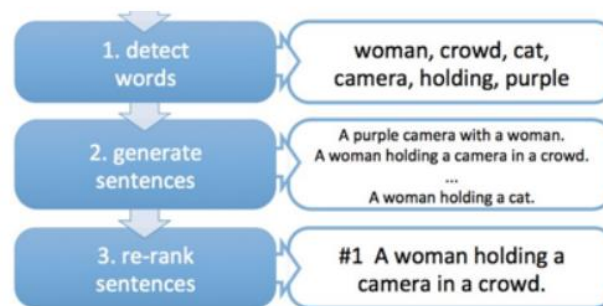 1. detect
words
woman, crowd, cat,
camera, holding, purple
2. generate
sentences
A purple camera with a woman.
A woman holding a camera in a crowd.
...
A woman holding a cat.
3. re-rank
sentences
#1 A woman holding a
camera in a crowd.